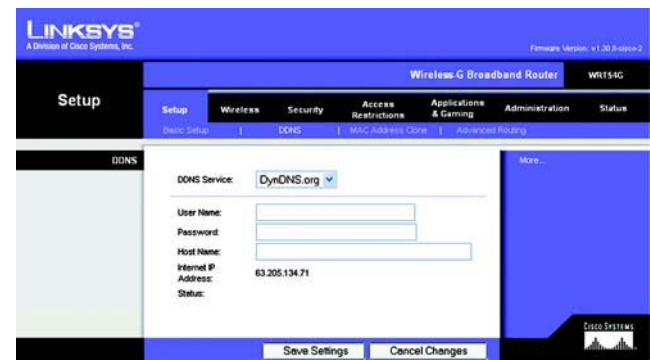 LINKSYS®
A Division of Cisco Systems, Inc.
Firmware Version: v1.30.8-cisco-2
Wireless-G Broadband Router WRT54G
Setup
Setup Wireless Security Access Restrictions Applications & Gaming Administration Status
Basic Setup | DDNS | MAC Address Clone | Advanced Routing
DDNS
More...
DDNS Service: DynDNS.org
User Name:
Password:
Host Name:
Internet IP Address: 63.205.134.71
Status:
Save Settings Cancel Changes
CISCO SYSTEMS